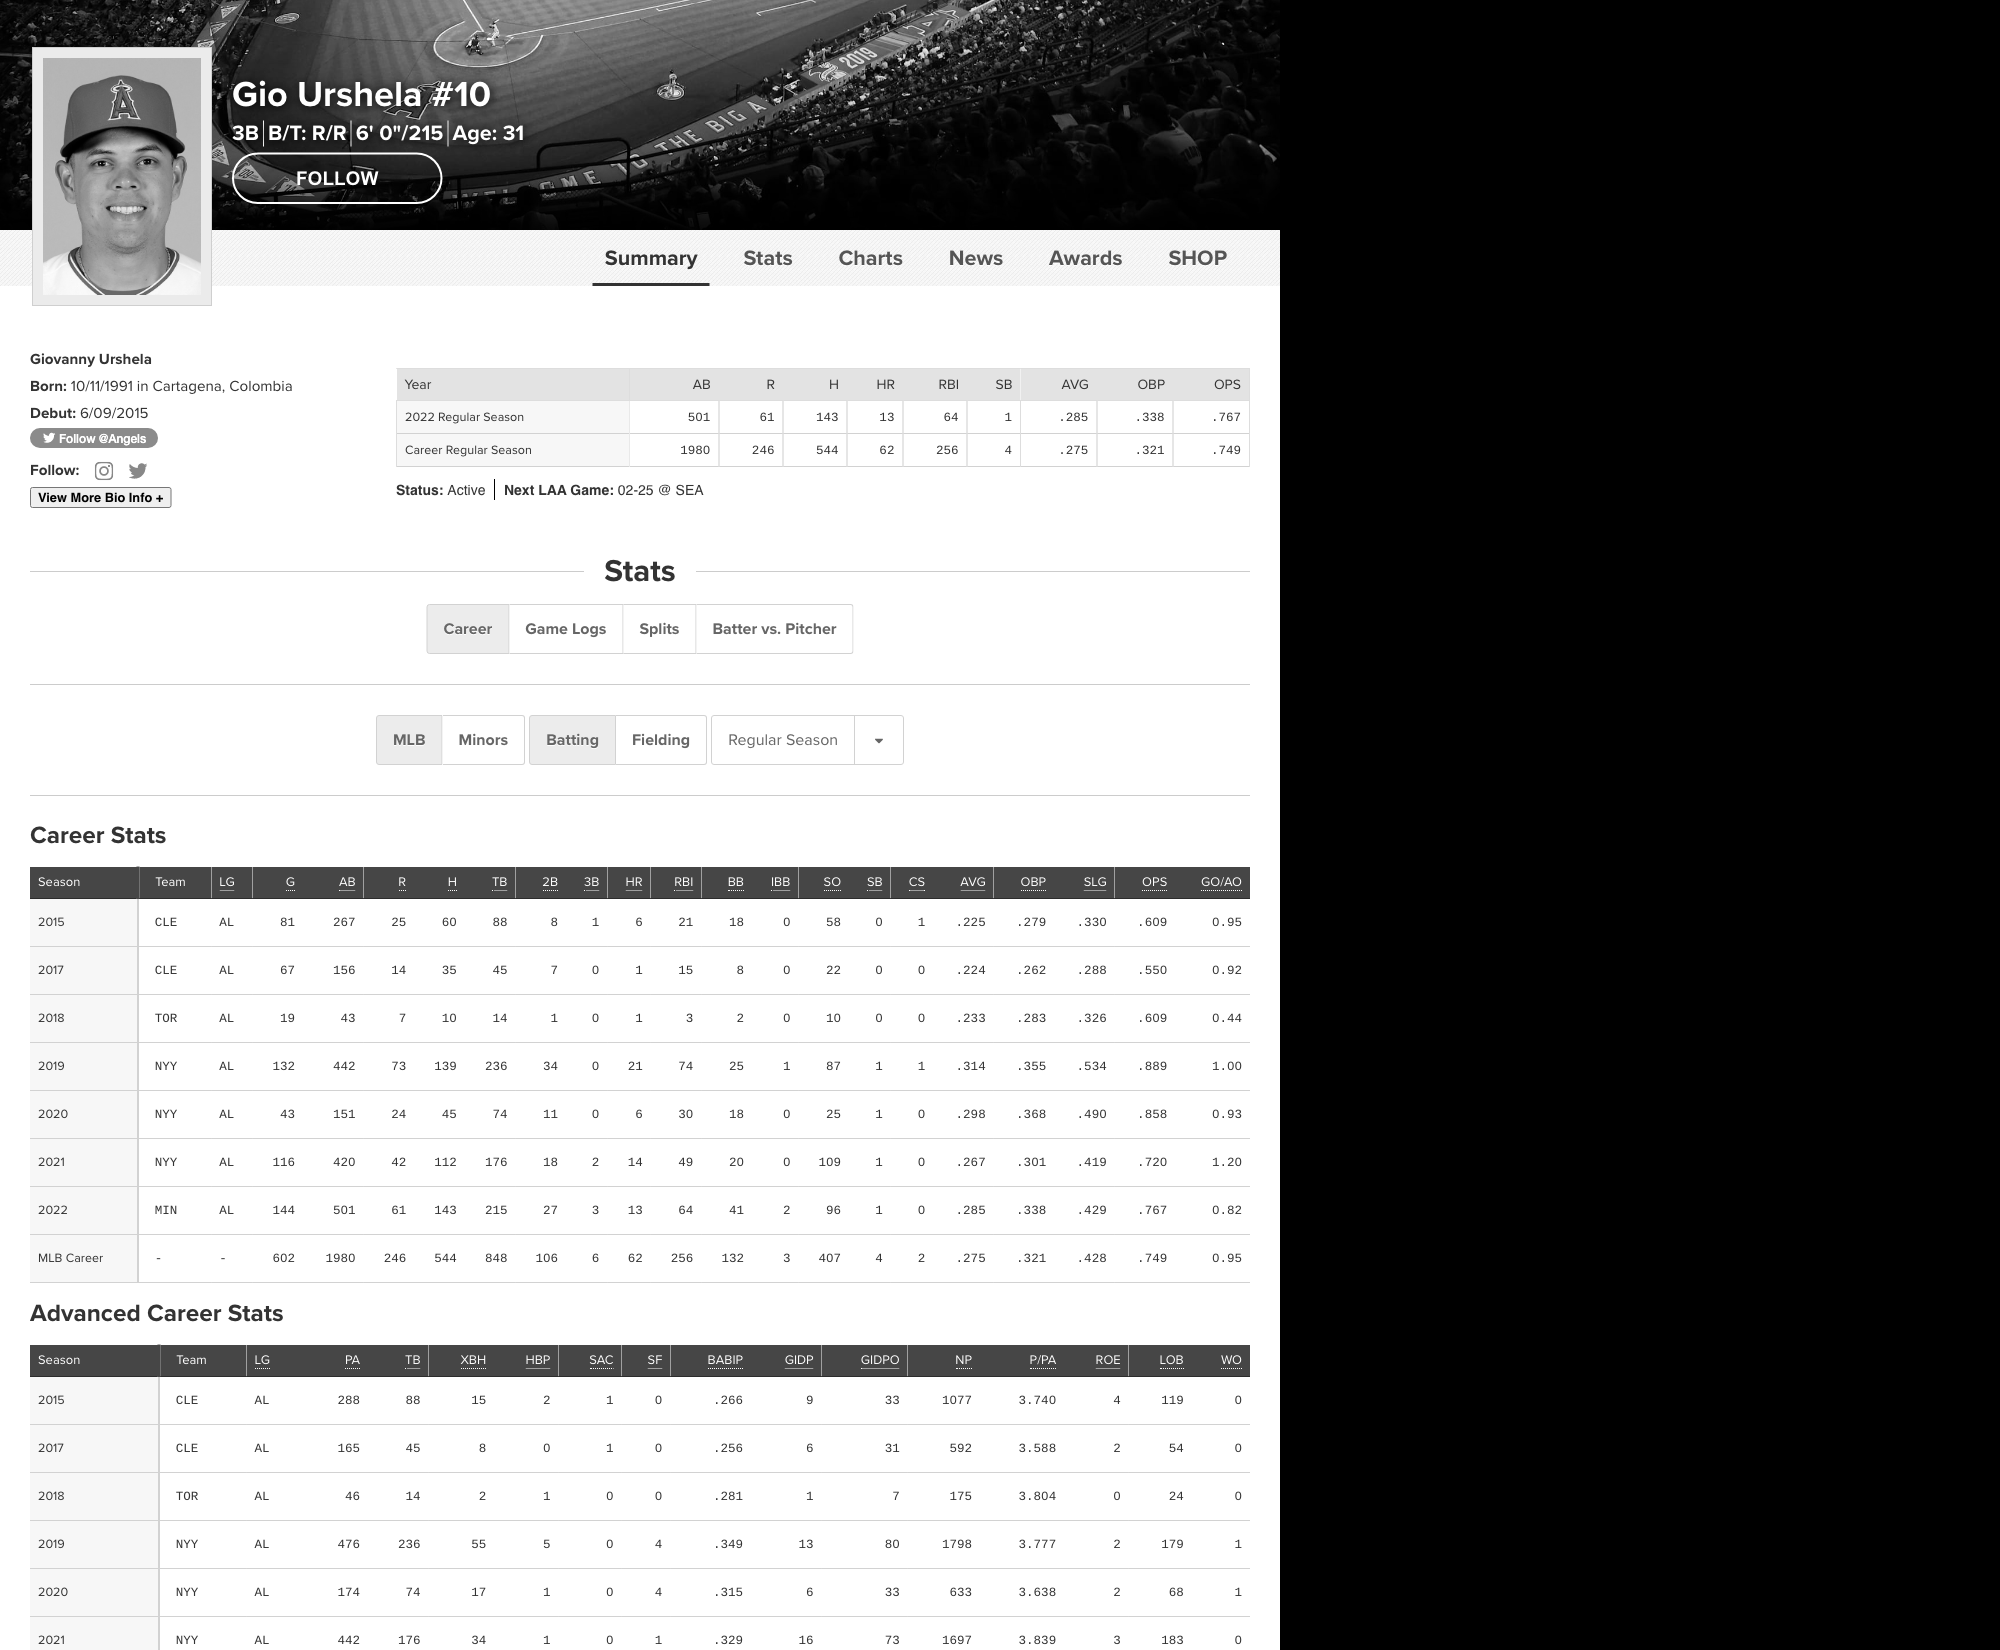 2019
WELCOME TO THE BIG A
Gio Urshela #10
3B B/T: R/R 6' 0"/215 Age: 31
FOLLOW
Summary Stats Charts News Awards SHOP
Giovanny Urshela
Born: 10/11/1991 in Cartagena, Colombia
Debut: 6/09/2015
Follow @Angels
Follow:
View More Bio Info +
Year AB R H HR RBI SB AVG OBP OPS
2022 Regular Season 501 61 143 13 64 1 .285 .338 .767
Career Regular Season 1980 246 544 62 256 4 .275 .321 .749
Status: Active Next LAA Game: 02-25 @ SEA
Stats
Career Game Logs Splits Batter vs. Pitcher
MLB Minors Batting Fielding Regular Season
Career Stats
Season Team LG G AB R H TB 2B 3B HR RBI BB IBB SO SB CS AVG OBP SLG OPS GO/AO
2015 CLE AL 81 267 25 60 88 8 1 6 21 18 0 58 0 1 .225 .279 .330 .609 0.95
2017 CLE AL 67 156 14 35 45 7 0 1 15 8 0 22 0 0 .224 .262 .288 .550 0.92
2018 TOR AL 19 43 7 10 14 1 0 1 3 2 0 10 0 0 .233 .283 .326 .609 0.44
2019 NYY AL 132 442 73 139 236 34 0 21 74 25 1 87 1 1 .314 .355 .534 .889 1.00
2020 NYY AL 43 151 24 45 74 11 0 6 30 18 0 25 1 0 .298 .368 .490 .858 0.93
2021 NYY AL 116 420 42 112 176 18 2 14 49 20 0 109 1 0 .267 .301 .419 .720 1.20
2022 MIN AL 144 501 61 143 215 27 3 13 64 41 2 96 1 0 .285 .338 .429 .767 0.82
MLB Career - - 602 1980 246 544 848 106 6 62 256 132 3 407 4 2 .275 .321 .428 .749 0.95
Advanced Career Stats
Season Team LG PA TB XBH HBP SAC SF BABIP GIDP GIDPO NP P/PA ROE LOB WO
2015 CLE AL 288 88 15 2 1 0 .266 9 33 1077 3.740 4 119 0
2017 CLE AL 165 45 8 0 1 0 .256 6 31 592 3.588 2 54 0
2018 TOR AL 46 14 2 1 0 0 .281 1 7 175 3.804 0 24 0
2019 NYY AL 476 236 55 5 0 4 .349 13 80 1798 3.777 2 179 1
2020 NYY AL 174 74 17 1 0 4 .315 6 33 633 3.638 2 68 1
2021 NYY AL 442 176 34 1 0 1 .329 16 73 1697 3.839 3 183 0